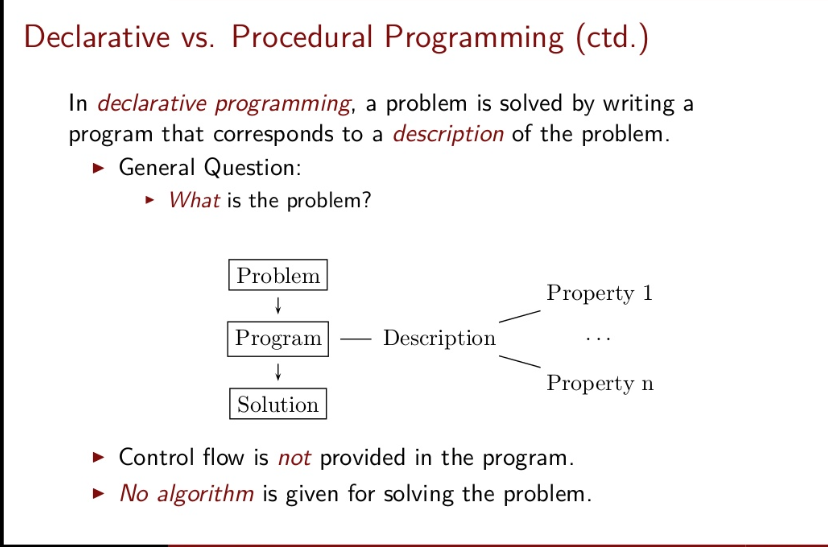 Declarative vs. Procedural Programming (ctd.)
In declarative programming, a problem is solved by writing a
program that corresponds to a description of the problem.
▶ General Question:
▶ What is the problem?
Problem
↓
Property 1
Program — Description
...
↓
Property n
Solution
▶ Control flow is not provided in the program.
▶ No algorithm is given for solving the problem.